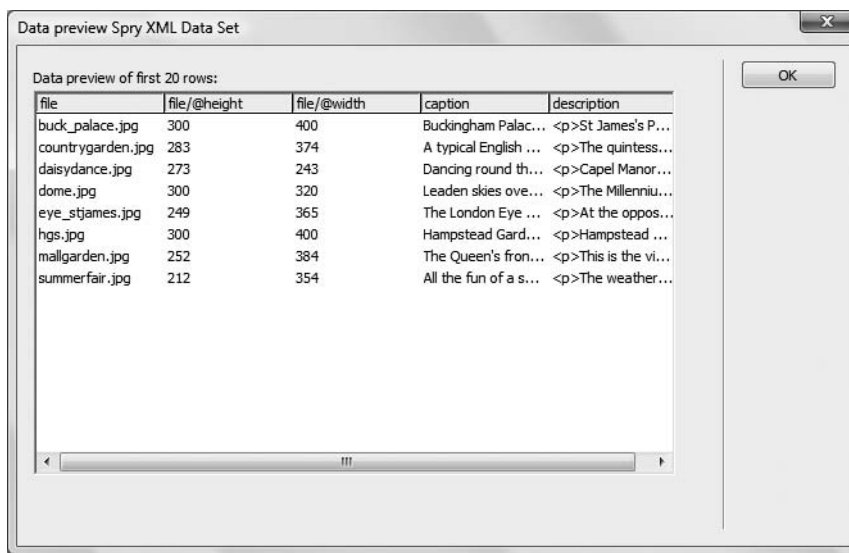 Data preview Spry XML Data Set
X
OK
Data preview of first 20 rows:
file file/@height file/@width caption description
buck_palace.jpg 300 400 Buckingham Palac... <p>St James's P...
countrygarden.jpg 283 374 A typical English ... <p>The quintess...
daisydance.jpg 273 243 Dancing round th... <p>Capel Manor...
dome.jpg 300 320 Leaden skies ove... <p>The Millenniu...
eye_stjames.jpg 249 365 The London Eye ... <p>At the oppos...
hgs.jpg 300 400 Hampstead Gard... <p>Hampstead ...
mallgarden.jpg 252 384 The Queen's fron... <p>This is the vi...
summerfair.jpg 212 354 All the fun of a s... <p>The weather...